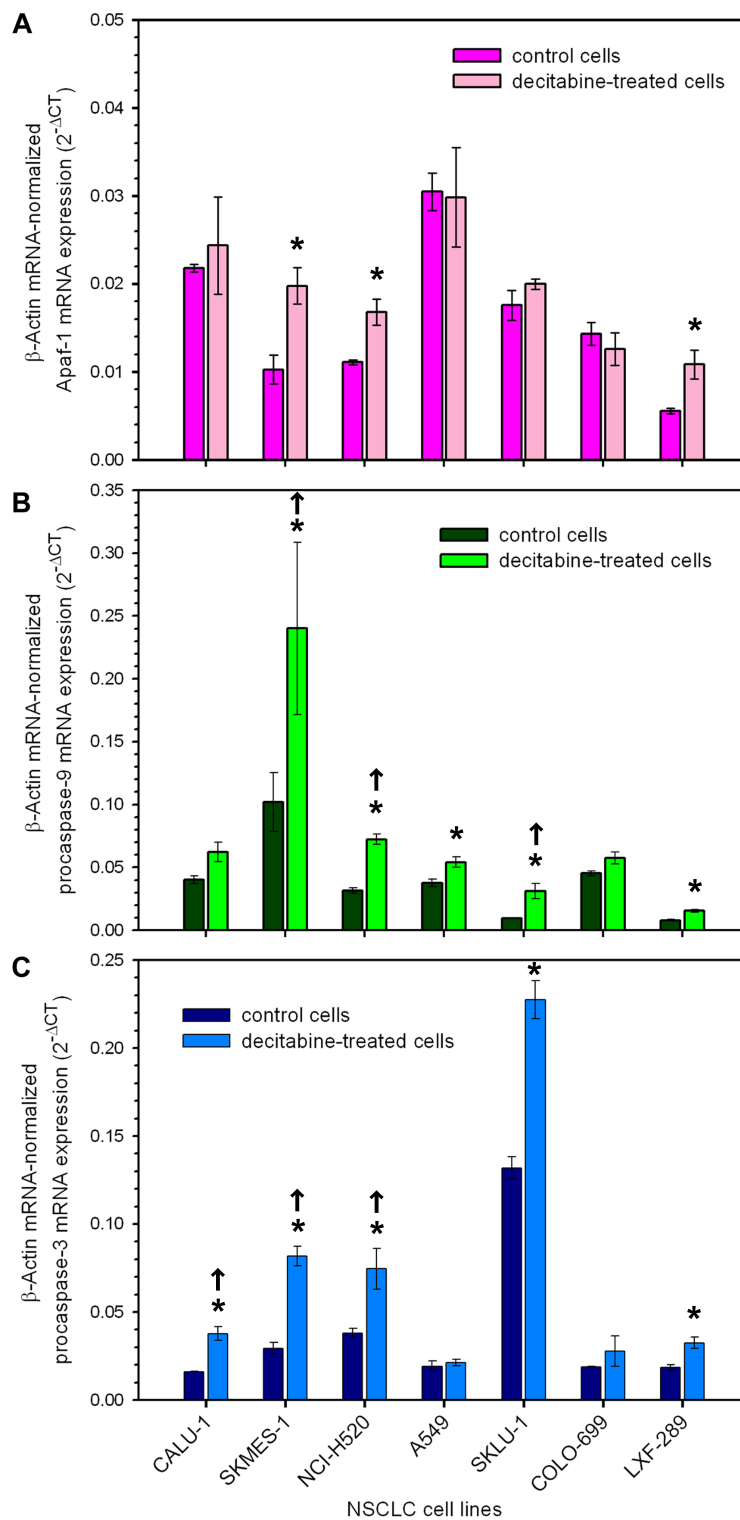 A
β-Actin mRNA-normalized
Apaf-1 mRNA expression (2^-ΔCT)
0.05
0.04
0.03
0.02
0.01
0.00
control cells
decitabine-treated cells
*
*
*
B
β-Actin mRNA-normalized
procaspase-9 mRNA expression (2^-ΔCT)
0.35
0.30
0.25
0.20
0.15
0.10
0.05
0.00
control cells
decitabine-treated cells
↑
*
↑
*
*
↑
*
*
C
β-Actin mRNA-normalized
procaspase-3 mRNA expression (2^-ΔCT)
0.25
0.20
0.15
0.10
0.05
0.00
control cells
decitabine-treated cells
↑
*
↑
*
↑
*
*
*
CALU-1
SKMES-1
NCI-H520
A549
SKLU-1
COLO-699
LXF-289
NSCLC cell lines